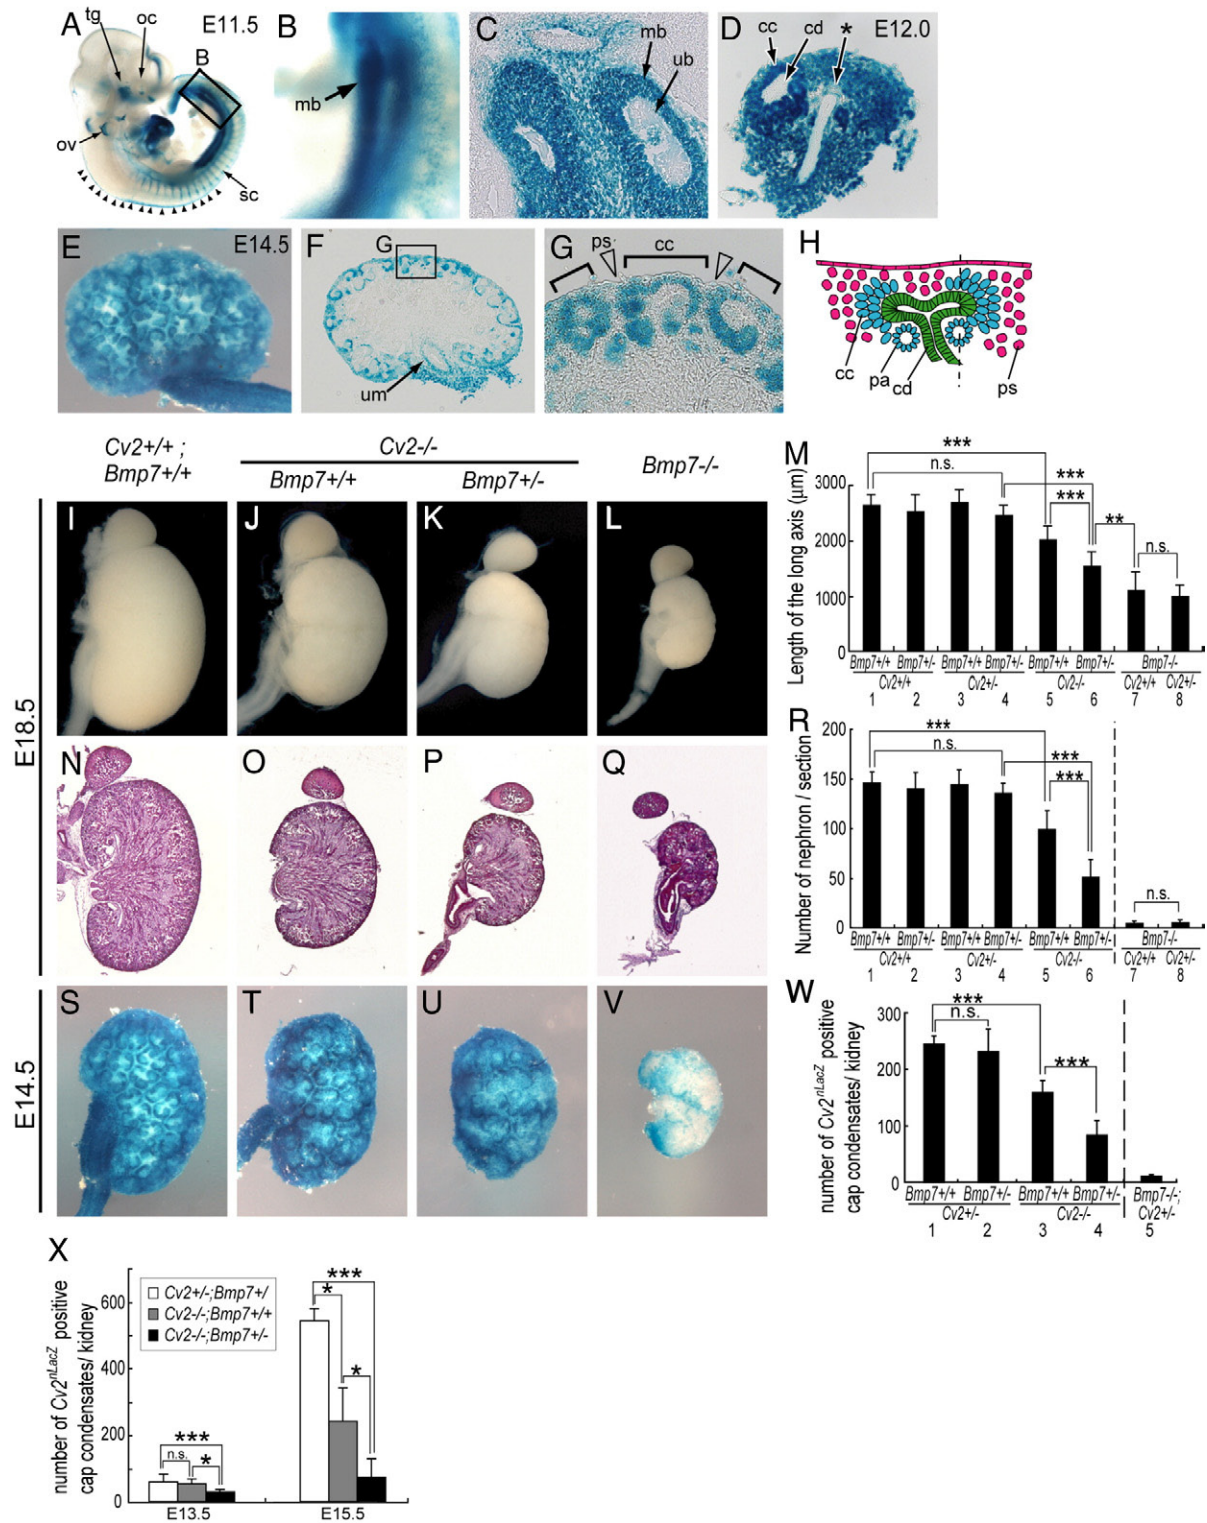 A
E11.5
tg
oc
B
ov
sc
B
mb
C
mb
ub
D
E12.0
cc
cd
*
E
E14.5
F
G
um
G
ps
cc
H
cc
pa
cd
ps
Cv2+/+ ;
Bmp7+/+
Cv2-/-
Bmp7+/+
Bmp7+/-
Bmp7-/-
E18.5
I
J
K
L
N
O
P
Q
E14.5
S
T
U
V
M
Length of the long axis (μm)
3000
2000
1000
0
***
n.s.
***
***
**
n.s.
Bmp7+/+ Bmp7+/- Bmp7+/+ Bmp7+/- Bmp7+/+ Bmp7+/- Bmp7-/-
Cv2+/+ Cv2+/- Cv2-/- Cv2+/+ Cv2+/-
1 2 3 4 5 6 7 8
R
Number of nephron / section
200
150
100
50
0
***
n.s.
***
***
n.s.
Bmp7+/+ Bmp7+/- Bmp7+/+ Bmp7+/- Bmp7+/+ Bmp7+/- Bmp7-/-
Cv2+/+ Cv2+/- Cv2-/- Cv2+/+ Cv2+/-
1 2 3 4 5 6 7 8
W
number of Cv2nLacZ positive
cap condensates/ kidney
300
200
100
0
***
n.s.
***
Bmp7+/+ Bmp7+/- Bmp7+/+ Bmp7+/- Bmp7-/-;
Cv2+/- Cv2-/- Cv2+/-
1 2 3 4 5
X
number of Cv2nLacZ positive
cap condensates/ kidney
600
400
200
0
Cv2+/-;Bmp7+/
Cv2-/-;Bmp7+/+
Cv2-/-;Bmp7+/-
***
n.s.
*
***
*
*
E13.5
E15.5